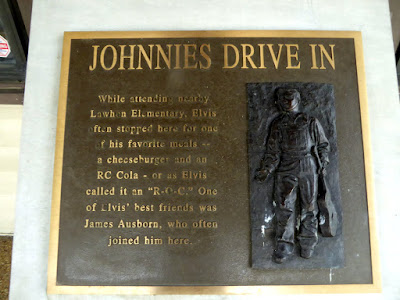 JOHNNIES DRIVE IN
While attending nearby
Lawhon Elementary, Elvis
often stopped here for one
of his favorite meals --
a cheeseburger and an
RC Cola - or as Elvis
called it an "R-O-C." One
of Elvis' best friends was
James Ausborn, who often
joined him here.